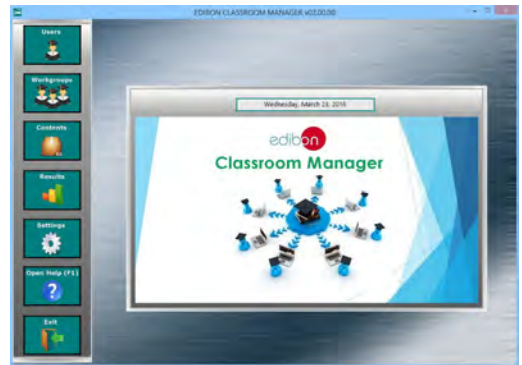 EDIBON CLASSROOM MANAGER v03.00.00
Users
Workgroups
Contents
Results
Settings
Open Help (F1)
?
Exit
Wednesday, March 23, 2016
edibon
Classroom Manager